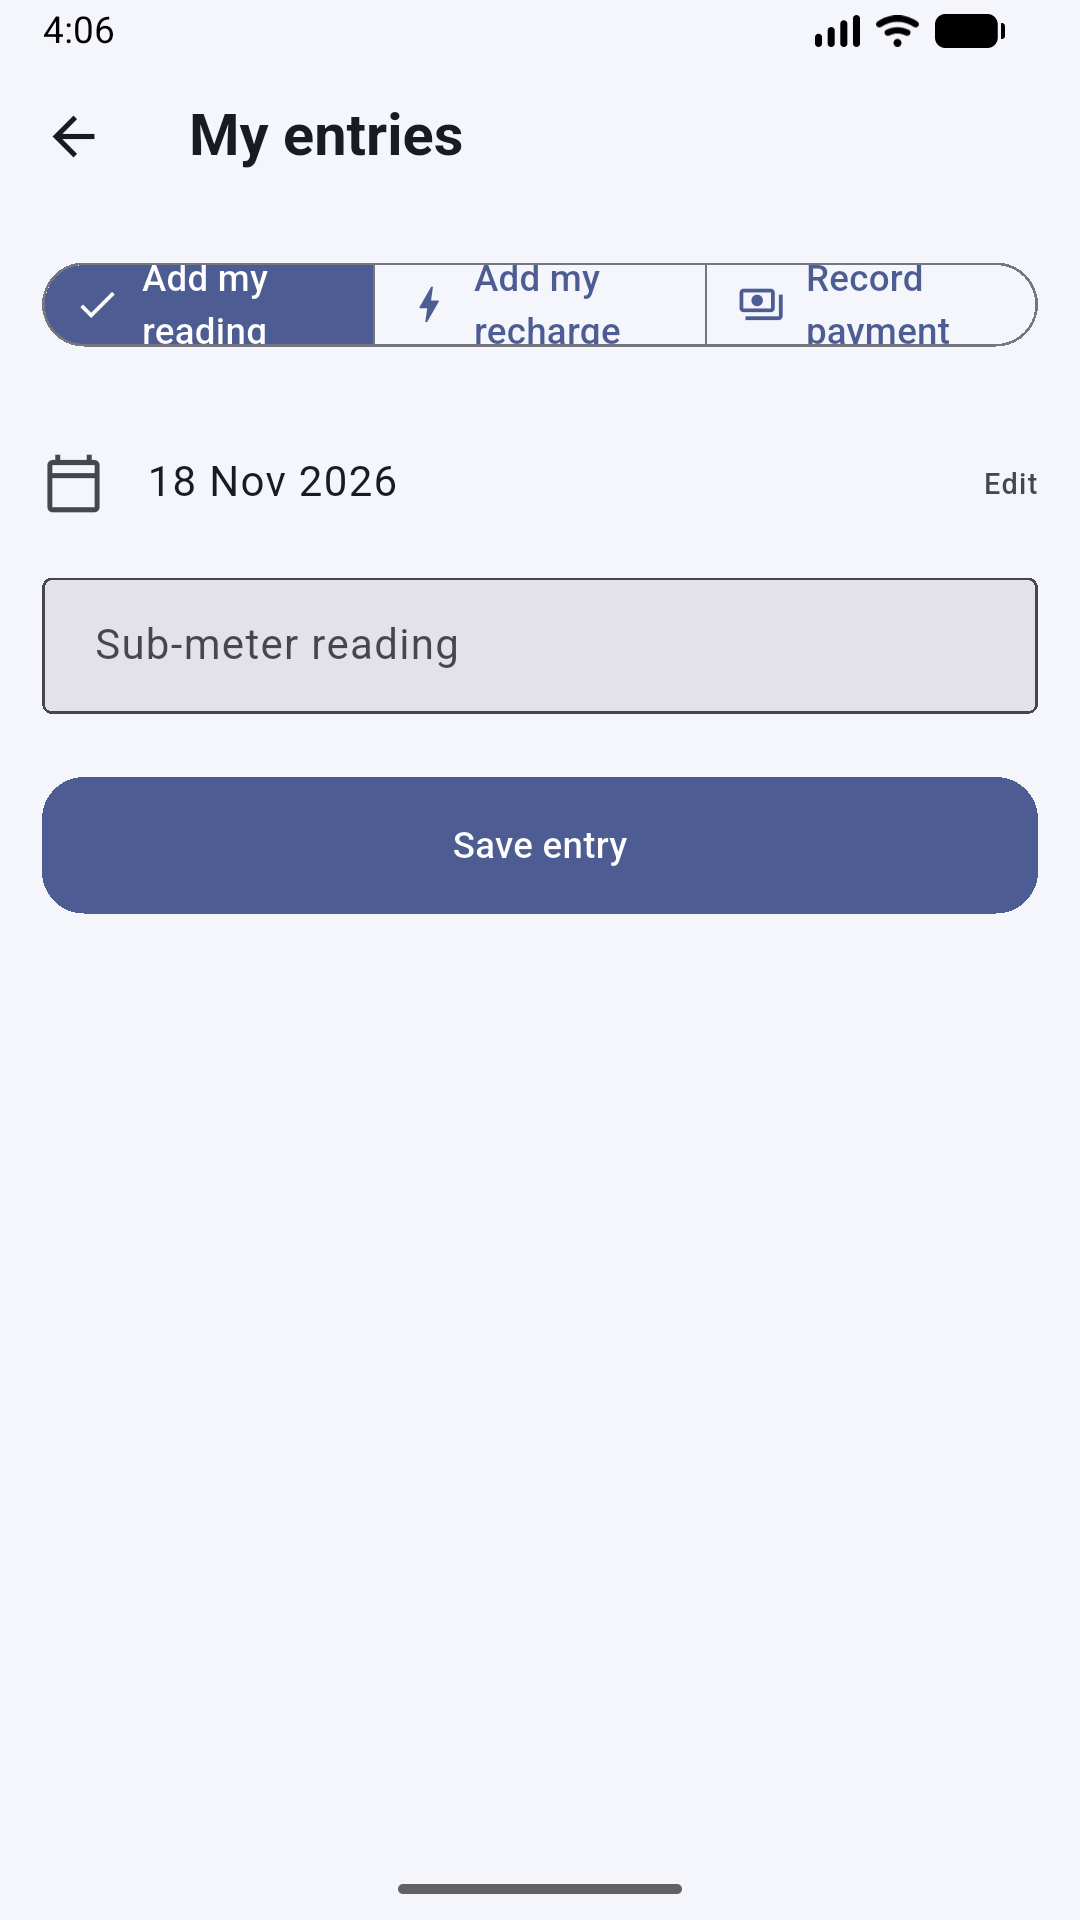 4:06
My entries
Add my
reading
Add my
recharge
Record
payment
18 Nov 2026
Edit
Sub-meter reading
Save entry